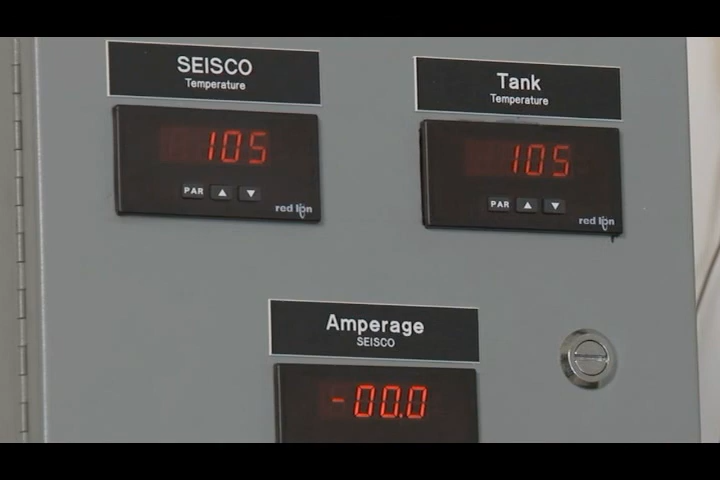 SEISCO
Temperature
105
PAR
red lion
Tank
Temperature
105
PAR
red lion
Amperage
SEISCO
-00.0